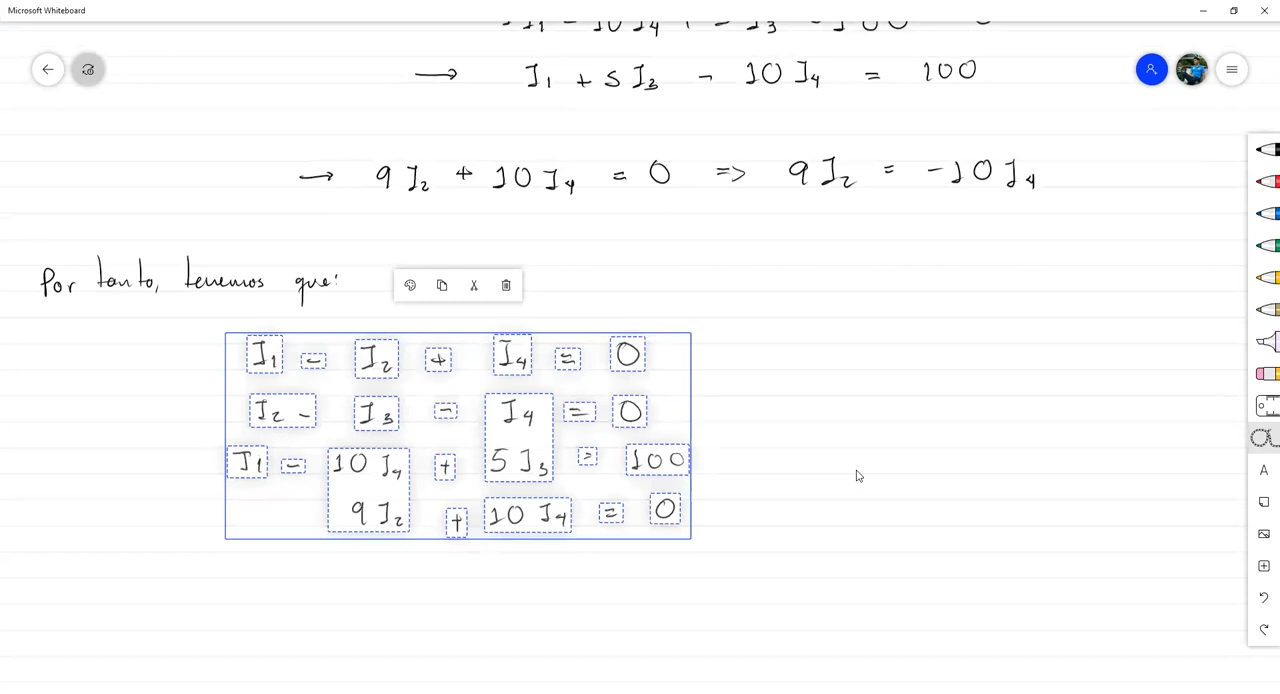 Microsoft Whiteboard
→ I₁ + 5 I₃ - 10 I₄ = 100
→ 9 I₂ + 10 I₄ = 0 => 9 I₂ = -10 I₄
Por tanto, tenemos que:
I₁ - I₂ + I₄ = 0
I₂ - I₃ - I₄ = 0
I₁ - 10 I₄ + 5 I₃ = 100
9 I₂ + 10 I₄ = 0
A